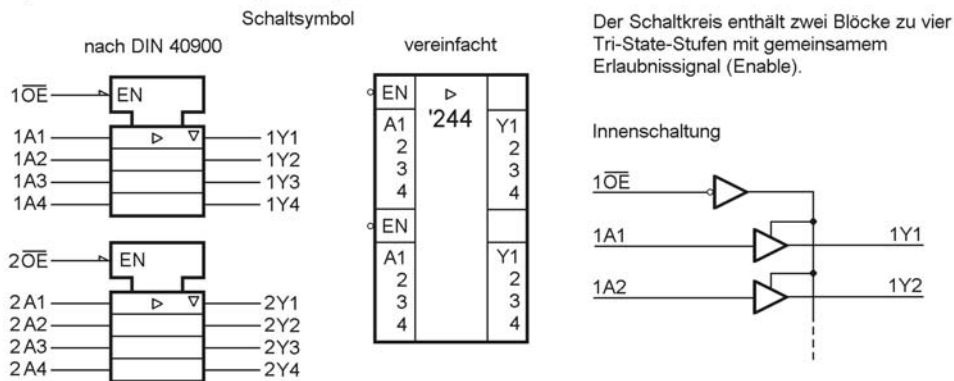 Schaltsymbol
nach DIN 40900
1OE
EN
1A1
1Y1
1A2
1Y2
1A3
1Y3
1A4
1Y4
2OE
EN
2A1
2Y1
2A2
2Y2
2A3
2Y3
2A4
2Y4
vereinfacht
EN
'244
A1
Y1
2
2
3
3
4
4
EN
A1
Y1
2
2
3
3
4
4
Der Schaltkreis enthält zwei Blöcke zu vier
Tri-State-Stufen mit gemeinsamem
Erlaubnissignal (Enable).
Innenschaltung
1OE
1A1
1Y1
1A2
1Y2